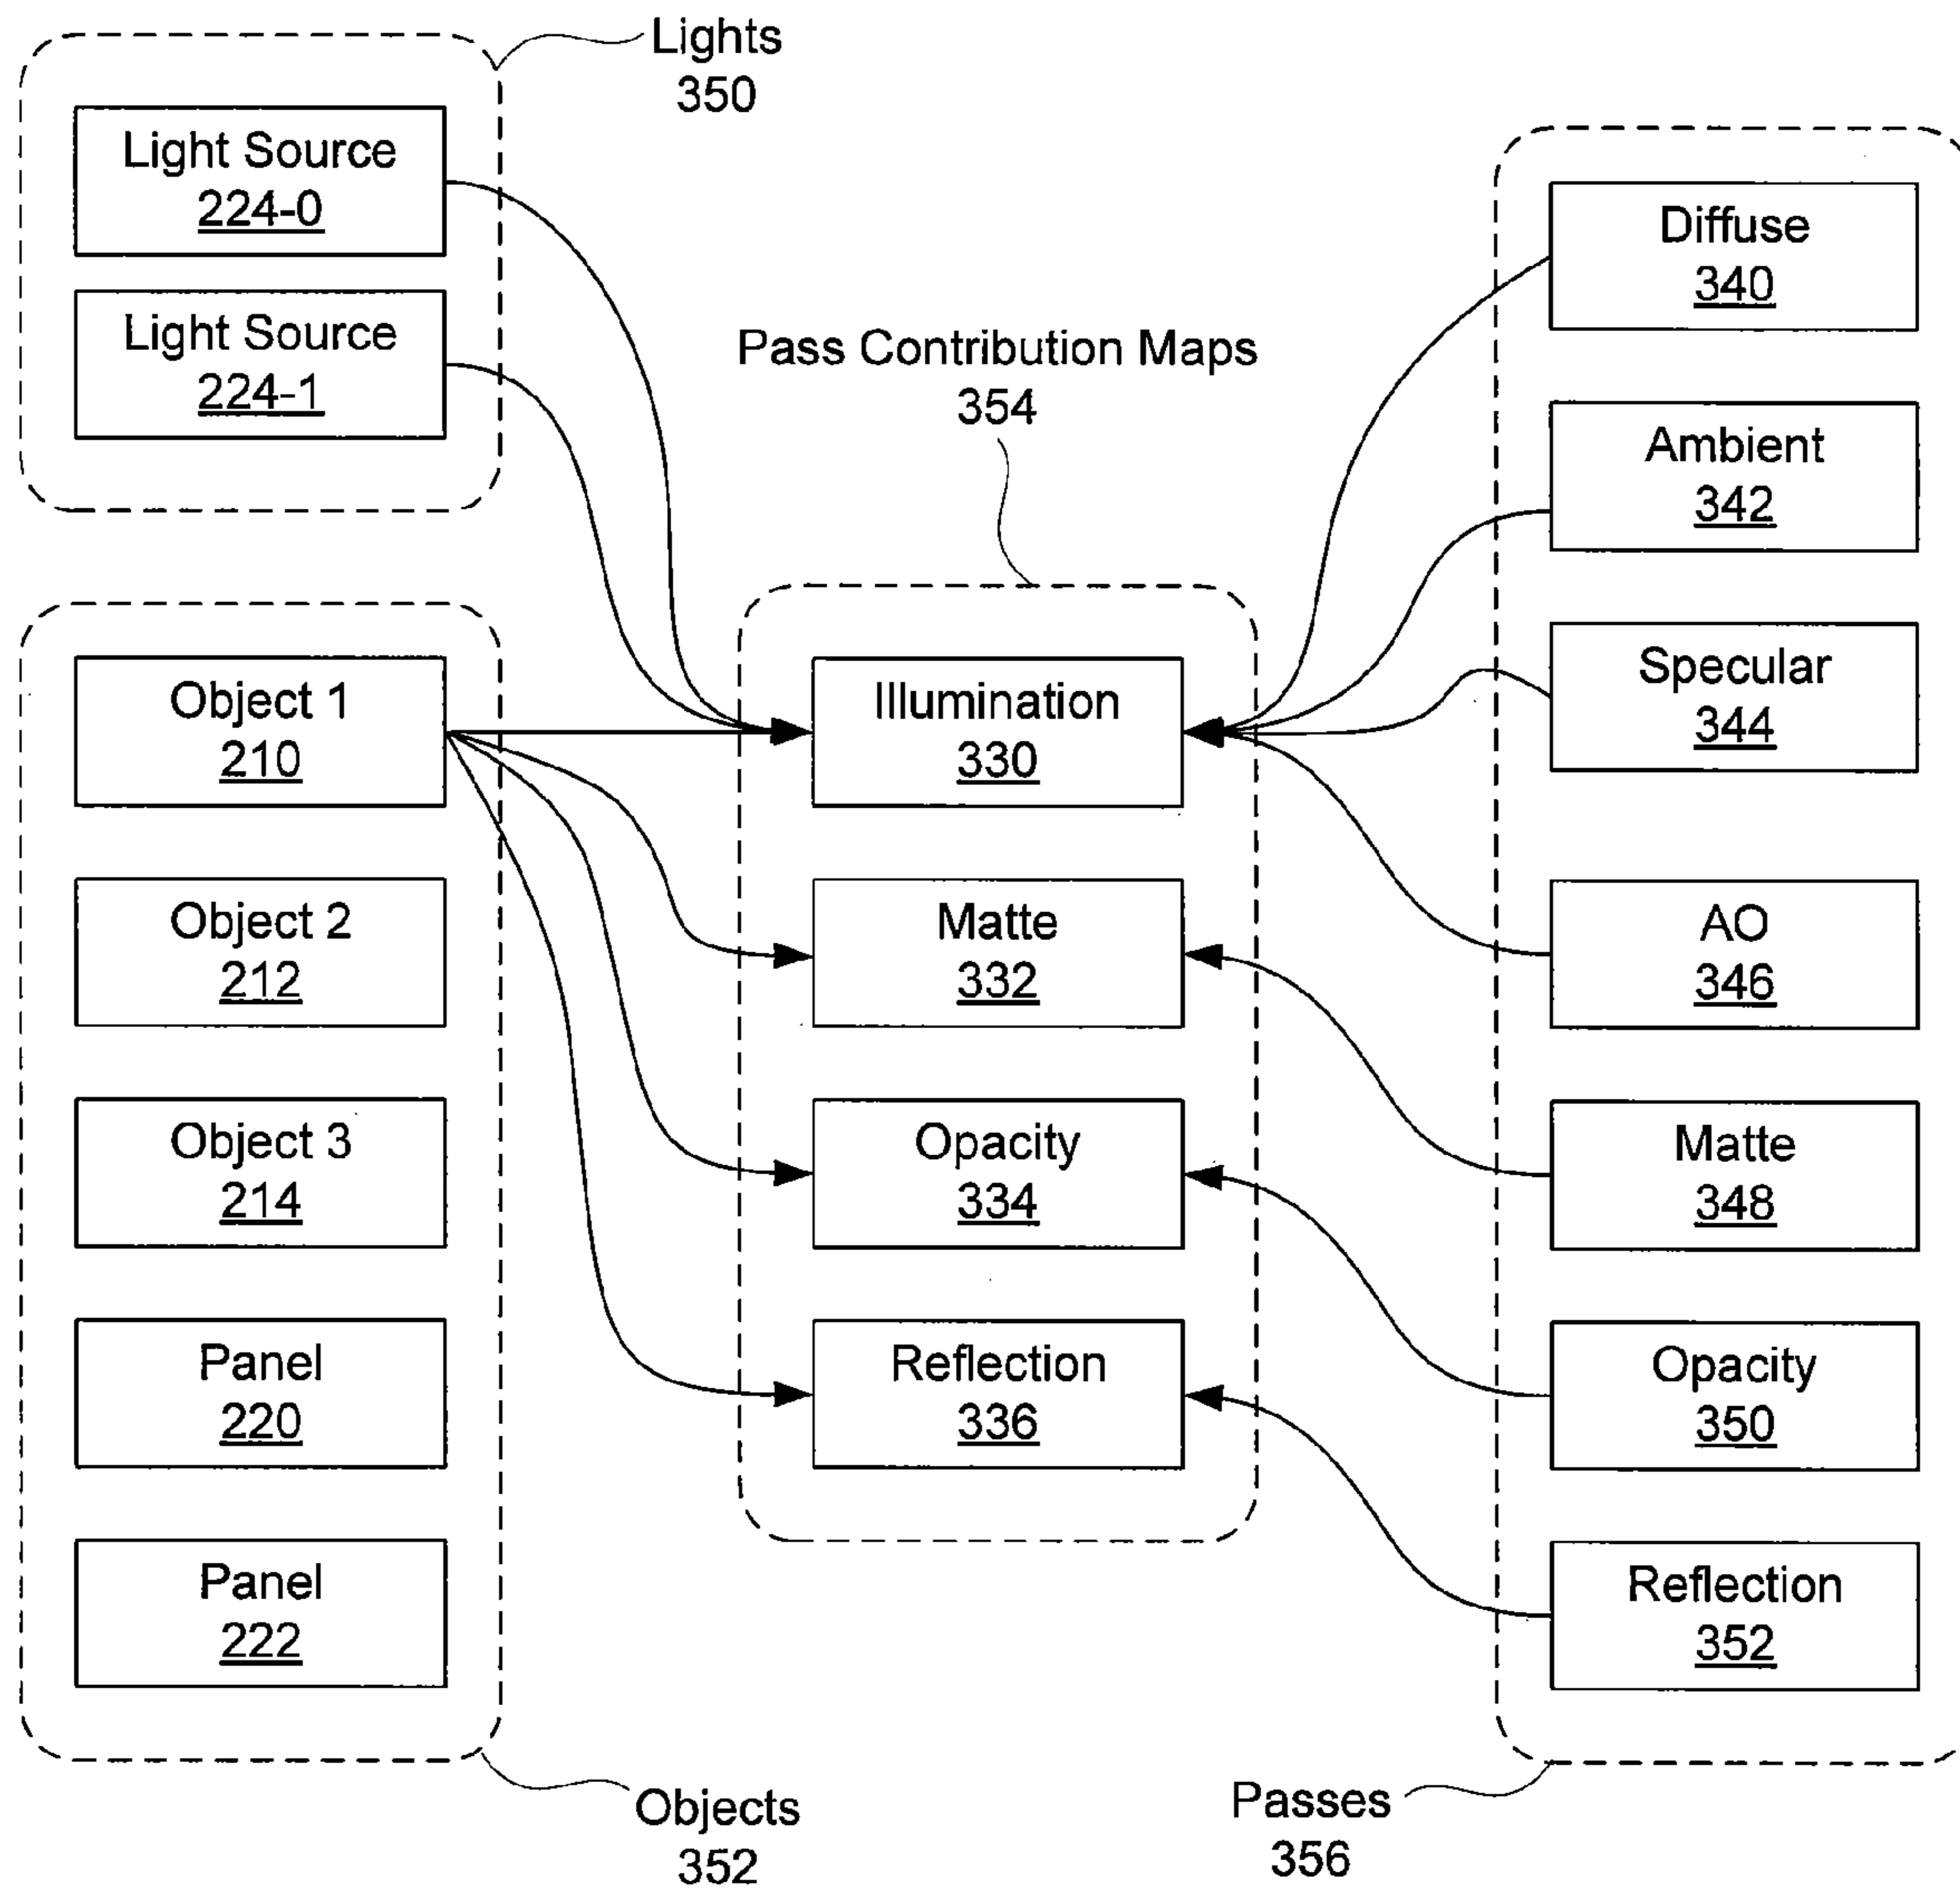 Lights
350
Light Source
224-0
Light Source
224-1
Object 1
210
Object 2
212
Object 3
214
Panel
220
Panel
222
Objects
352
Pass Contribution Maps
354
Illumination
330
Matte
332
Opacity
334
Reflection
336
Diffuse
340
Ambient
342
Specular
344
AO
346
Matte
348
Opacity
350
Reflection
352
Passes
356